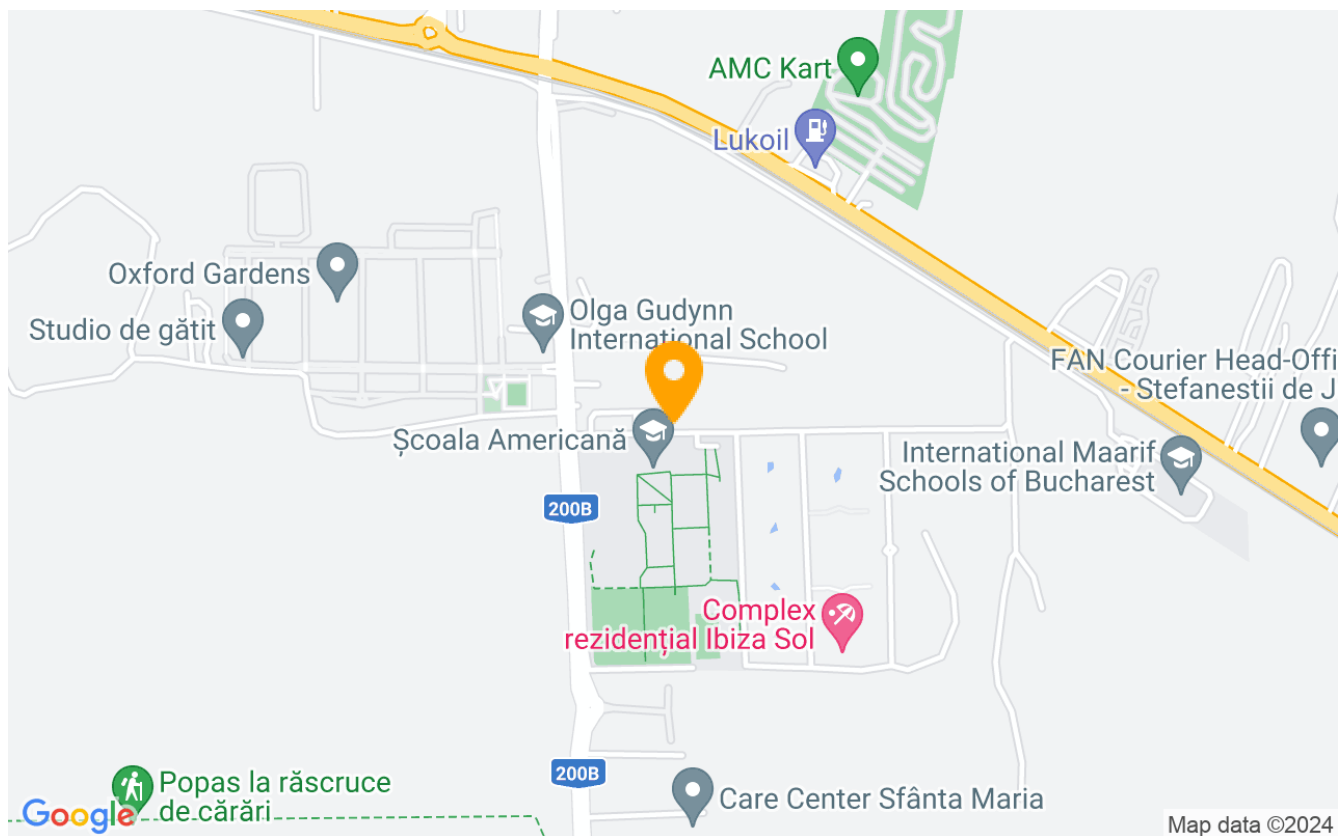 AMC Kart
Lukoil
Oxford Gardens
Olga Gudynn
International School
Studio de gătit
FAN Courier Head-Offi
- Stefanestii de J
Școala Americană
International Maarif
Schools of Bucharest
200B
Complex
rezidențial Ibiza Sol
200B
Popas la răscruce
de cărări
Care Center Sfânta Maria
Google
Map data ©2024